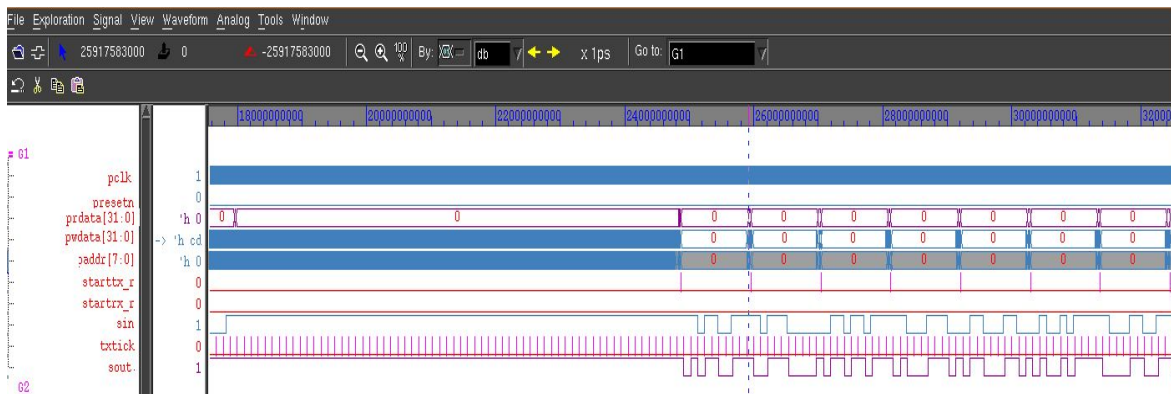 File Exploration Signal View Waveform Analog Tools Window
25917583000 0 -25917583000 100 % By: db x 1ps Go to: G1
18000000000 20000000000 22000000000 24000000000 26000000000 28000000000 30000000000 32000
G1
pclk 1
presetn 0
prdata[31:0] 'h 0 0 0 0 0 0 0 0 0 0
pwdata[31:0] -> 'h cd 0 0 0 0 0 0 0
paddr[7:0] 'h 0 0 0 0 0 0 0 0
starttx_r 0
startrx_r 0
sin 1
txtick 0
sout 1
G2